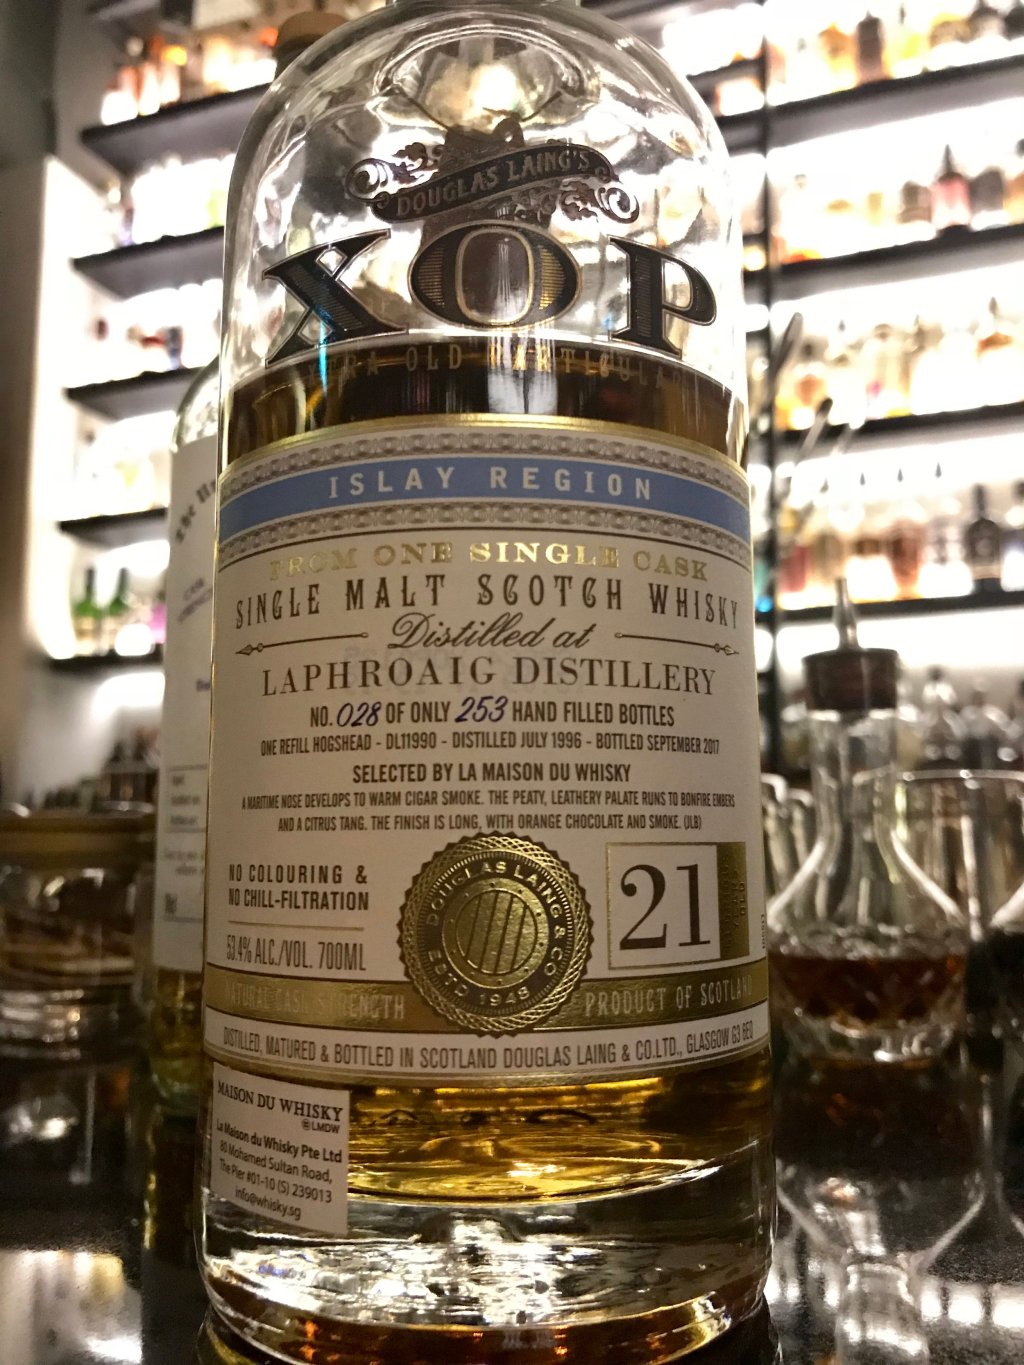 DOUGLAS LAING'S
XOP
XTRA OLD PARTICULAR
ISLAY REGION
FROM ONE SINGLE CASK
SINGLE MALT SCOTCH WHISKY
Distilled at
LAPHROAIG DISTILLERY
NO. 028 OF ONLY 253 HAND FILLED BOTTLES
ONE REFILL HOGSHEAD - DL11990 - DISTILLED JULY 1996 - BOTTLED SEPTEMBER 2017
SELECTED BY LA MAISON DU WHISKY
A MARITIME NOSE DEVELOPS TO WARM CIGAR SMOKE. THE PEATY, LEATHERY PALATE RUNS TO BONFIRE EMBERS
AND A CITRUS TANG. THE FINISH IS LONG, WITH ORANGE CHOCOLATE AND SMOKE. (JLB)
NO COLOURING &
NO CHILL-FILTRATION
53.4% ALC./VOL. 700ML
DOUGLAS LAING & CO
ESTD 1948
21
NATURAL CASK STRENGTH
PRODUCT OF SCOTLAND
DISTILLED, MATURED & BOTTLED IN SCOTLAND DOUGLAS LAING & CO.LTD., GLASGOW G3 6EQ
MAISON DU WHISKY
@LMDW
La Maison du Whisky Pte Ltd
80 Mohamed Sultan Road,
The Pier #01-10 (S) 239013
info@whisky.sg